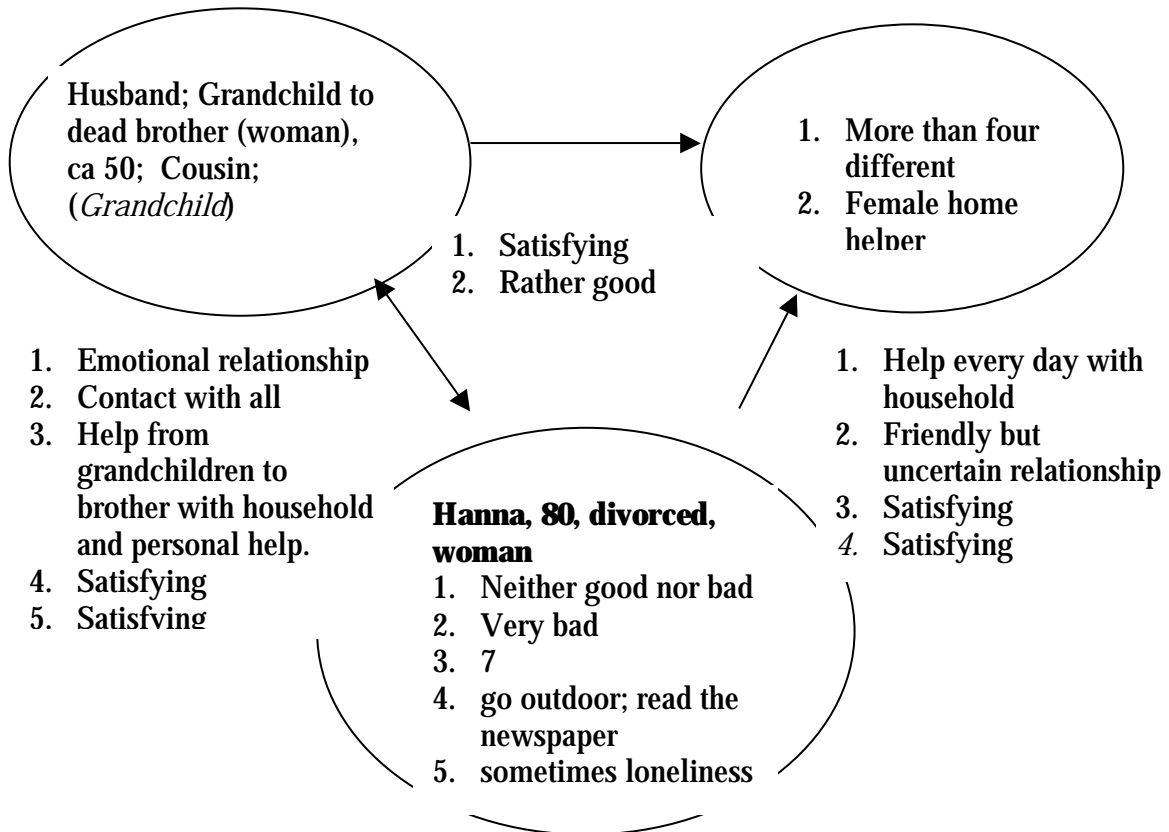 Husband; Grandchild to
dead brother (woman),
ca 50;  Cousin;
(Grandchild)
1. More than four
different
2. Female home
helper
1. Satisfying
2. Rather good
1. Emotional relationship
2. Contact with all
3. Help from
grandchildren to
brother with household
and personal help.
4. Satisfying
5. Satisfying
1. Help every day with
household
2. Friendly but
uncertain relationship
3. Satisfying
4. Satisfying
Hanna, 80, divorced,
woman
1. Neither good nor bad
2. Very bad
3. 7
4. go outdoor; read the
newspaper
5. sometimes loneliness